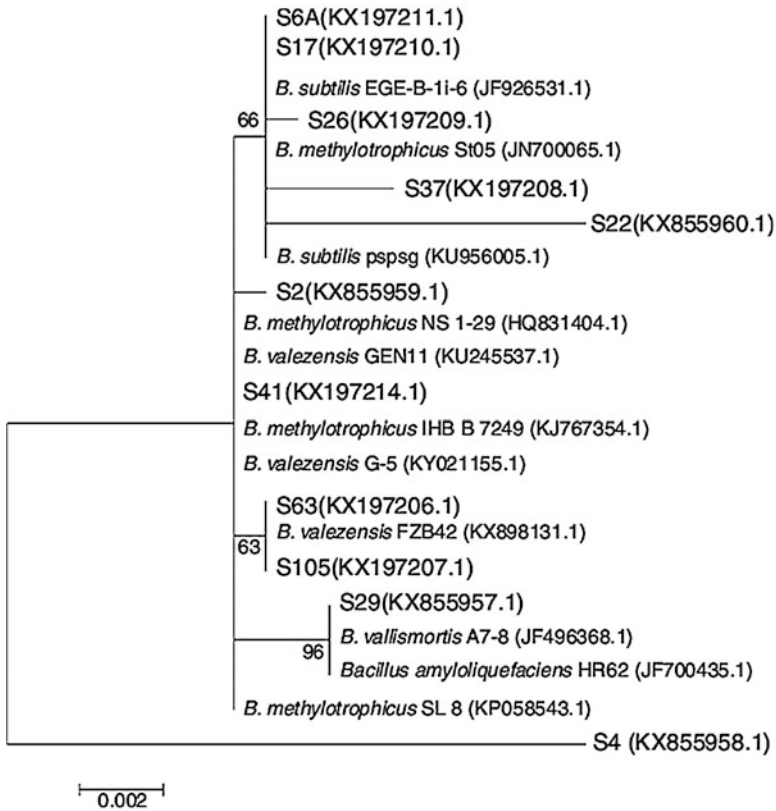 S6A(KX197211.1)
S17(KX197210.1)
B. subtilis EGE-B-1i-6 (JF926531.1)
66
S26(KX197209.1)
B. methylotrophicus St05 (JN700065.1)
S37(KX197208.1)
S22(KX855960.1)
B. subtilis pspsg (KU956005.1)
S2(KX855959.1)
B. methylotrophicus NS 1-29 (HQ831404.1)
B. valezensis GEN11 (KU245537.1)
S41(KX197214.1)
B. methylotrophicus IHB B 7249 (KJ767354.1)
B. valezensis G-5 (KY021155.1)
S63(KX197206.1)
B. valezensis FZB42 (KX898131.1)
63
S105(KX197207.1)
S29(KX855957.1)
B. vallismortis A7-8 (JF496368.1)
96
Bacillus amyloliquefaciens HR62 (JF700435.1)
B. methylotrophicus SL 8 (KP058543.1)
S4 (KX855958.1)
0.002